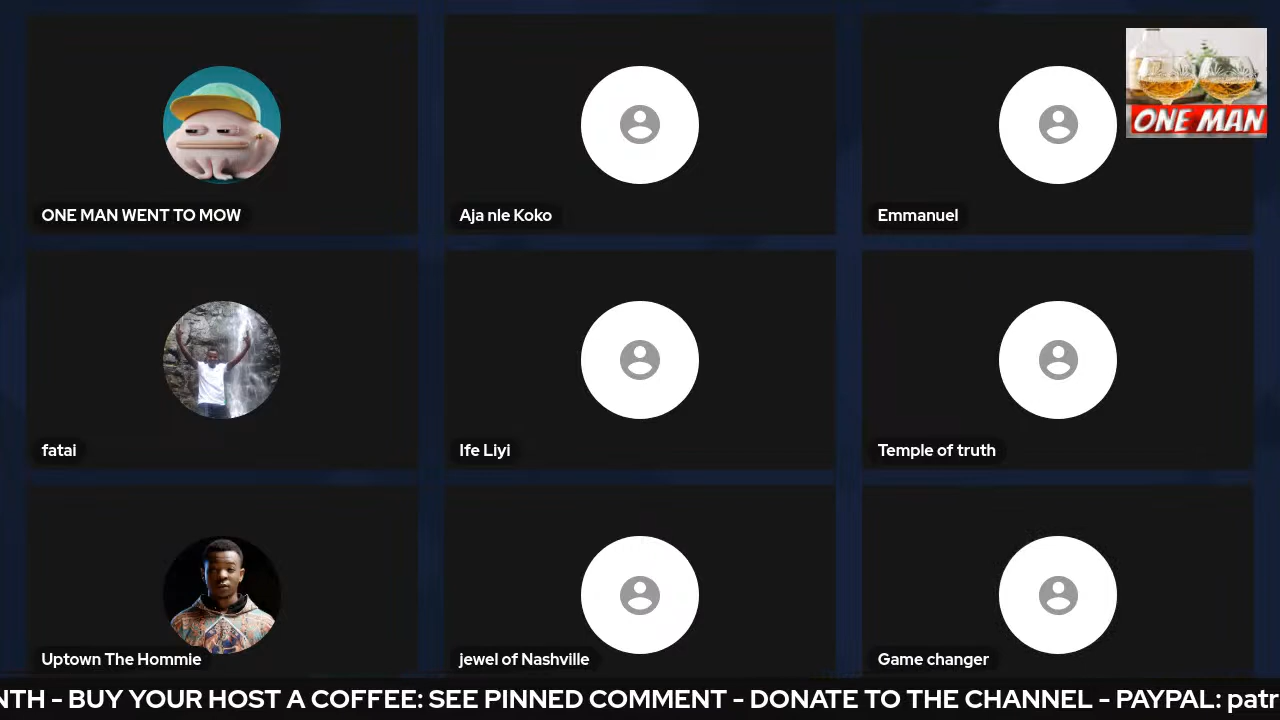 ONE MAN
ONE MAN WENT TO MOW
Aja nle Koko
Emmanuel
fatai
Ife Liyi
Temple of truth
Uptown The Hommie
jewel of Nashville
Game changer
NTH - BUY YOUR HOST A COFFEE: SEE PINNED COMMENT - DONATE TO THE CHANNEL - PAYPAL: patr